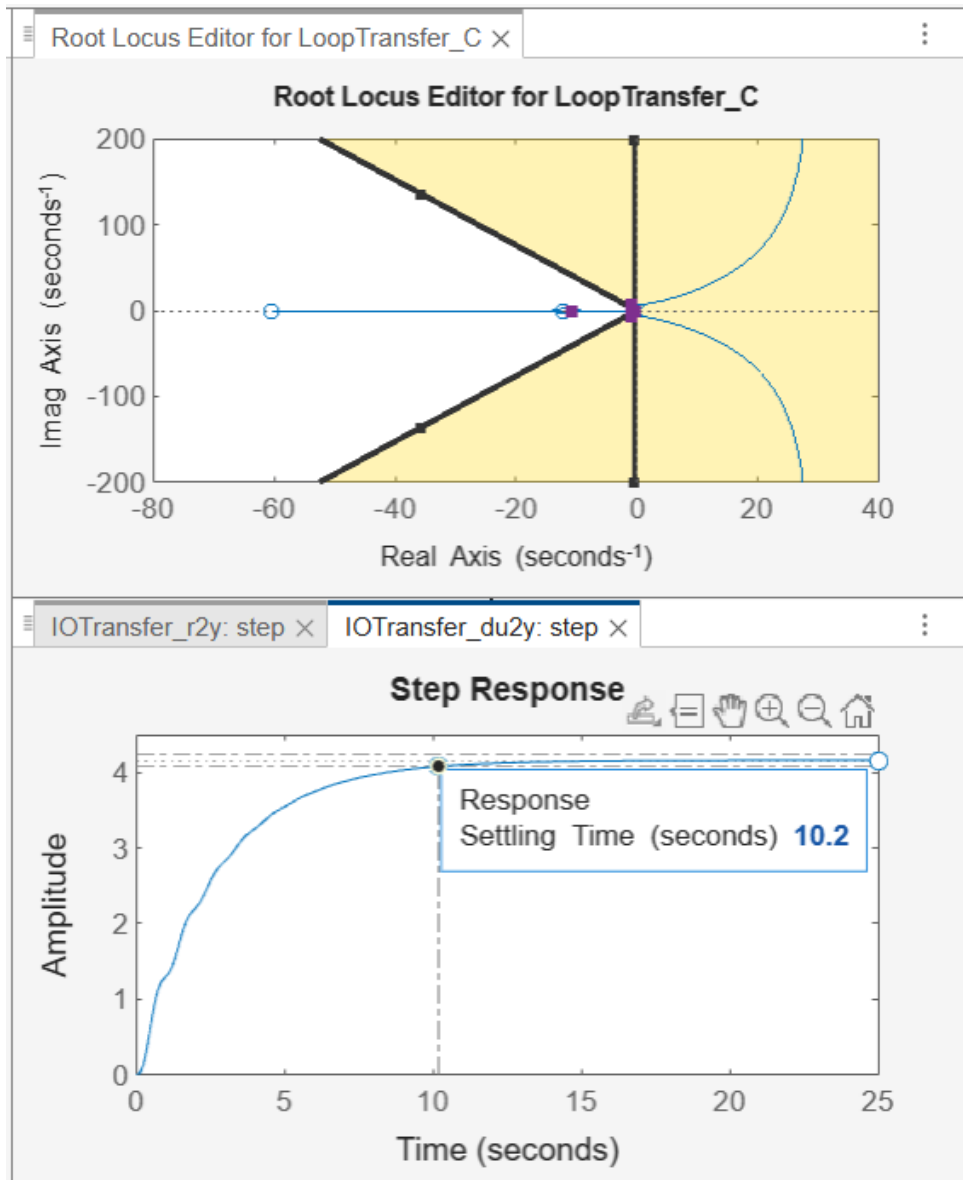 Root Locus Editor for LoopTransfer_C ×
Root Locus Editor for LoopTransfer_C
200
100
0
-100
-200
Imag Axis (seconds⁻¹)
-80 -60 -40 -20 0 20 40
Real Axis (seconds⁻¹)
IOTransfer_r2y: step × IOTransfer_du2y: step ×
Step Response
4
3
2
1
0
Amplitude
Response
Settling Time (seconds) 10.2
0 5 10 15 20 25
Time (seconds)